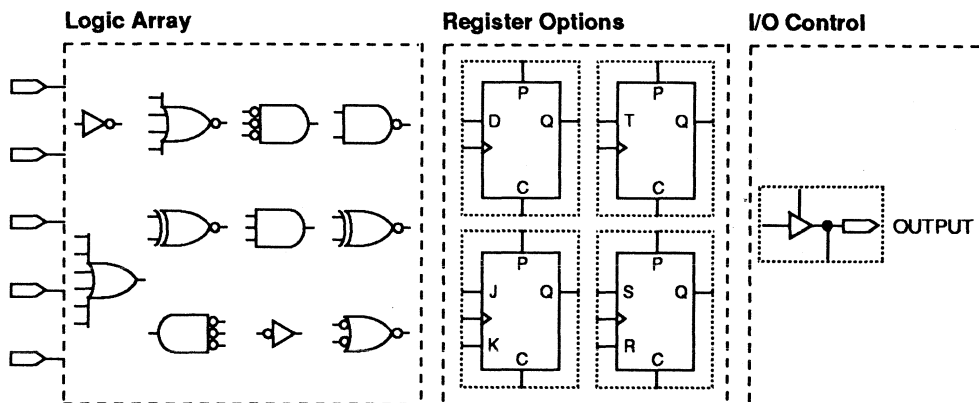 Logic Array
Register Options
I/O Control
P
D Q
C
P
T Q
C
P
J Q
K
C
P
S Q
R
C
OUTPUT